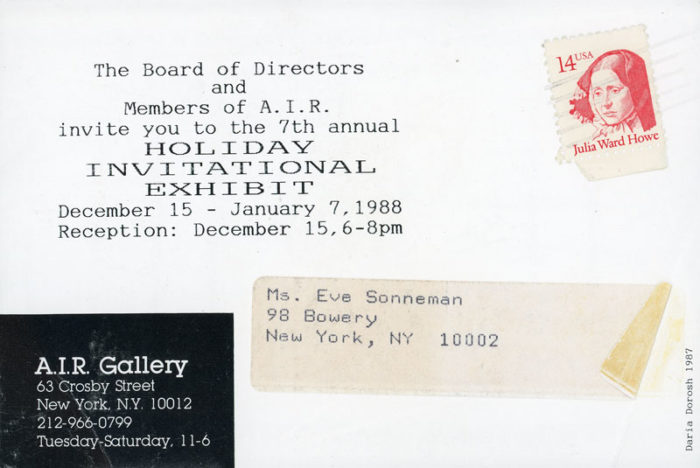 The Board of Directors
and
Members of A.I.R.
invite you to the 7th annual
HOLIDAY
INVITATIONAL
EXHIBIT
December 15 - January 7,1988
Reception: December 15,6-8pm
14 USA
Julia Ward Howe
Ms. Eve Sonneman
98 Bowery
New York, NY 10002
A.I.R. Gallery
63 Crosby Street
New York, N.Y. 10012
212-966-0799
Tuesday-Saturday, 11-6
Daria Dorosh 1987